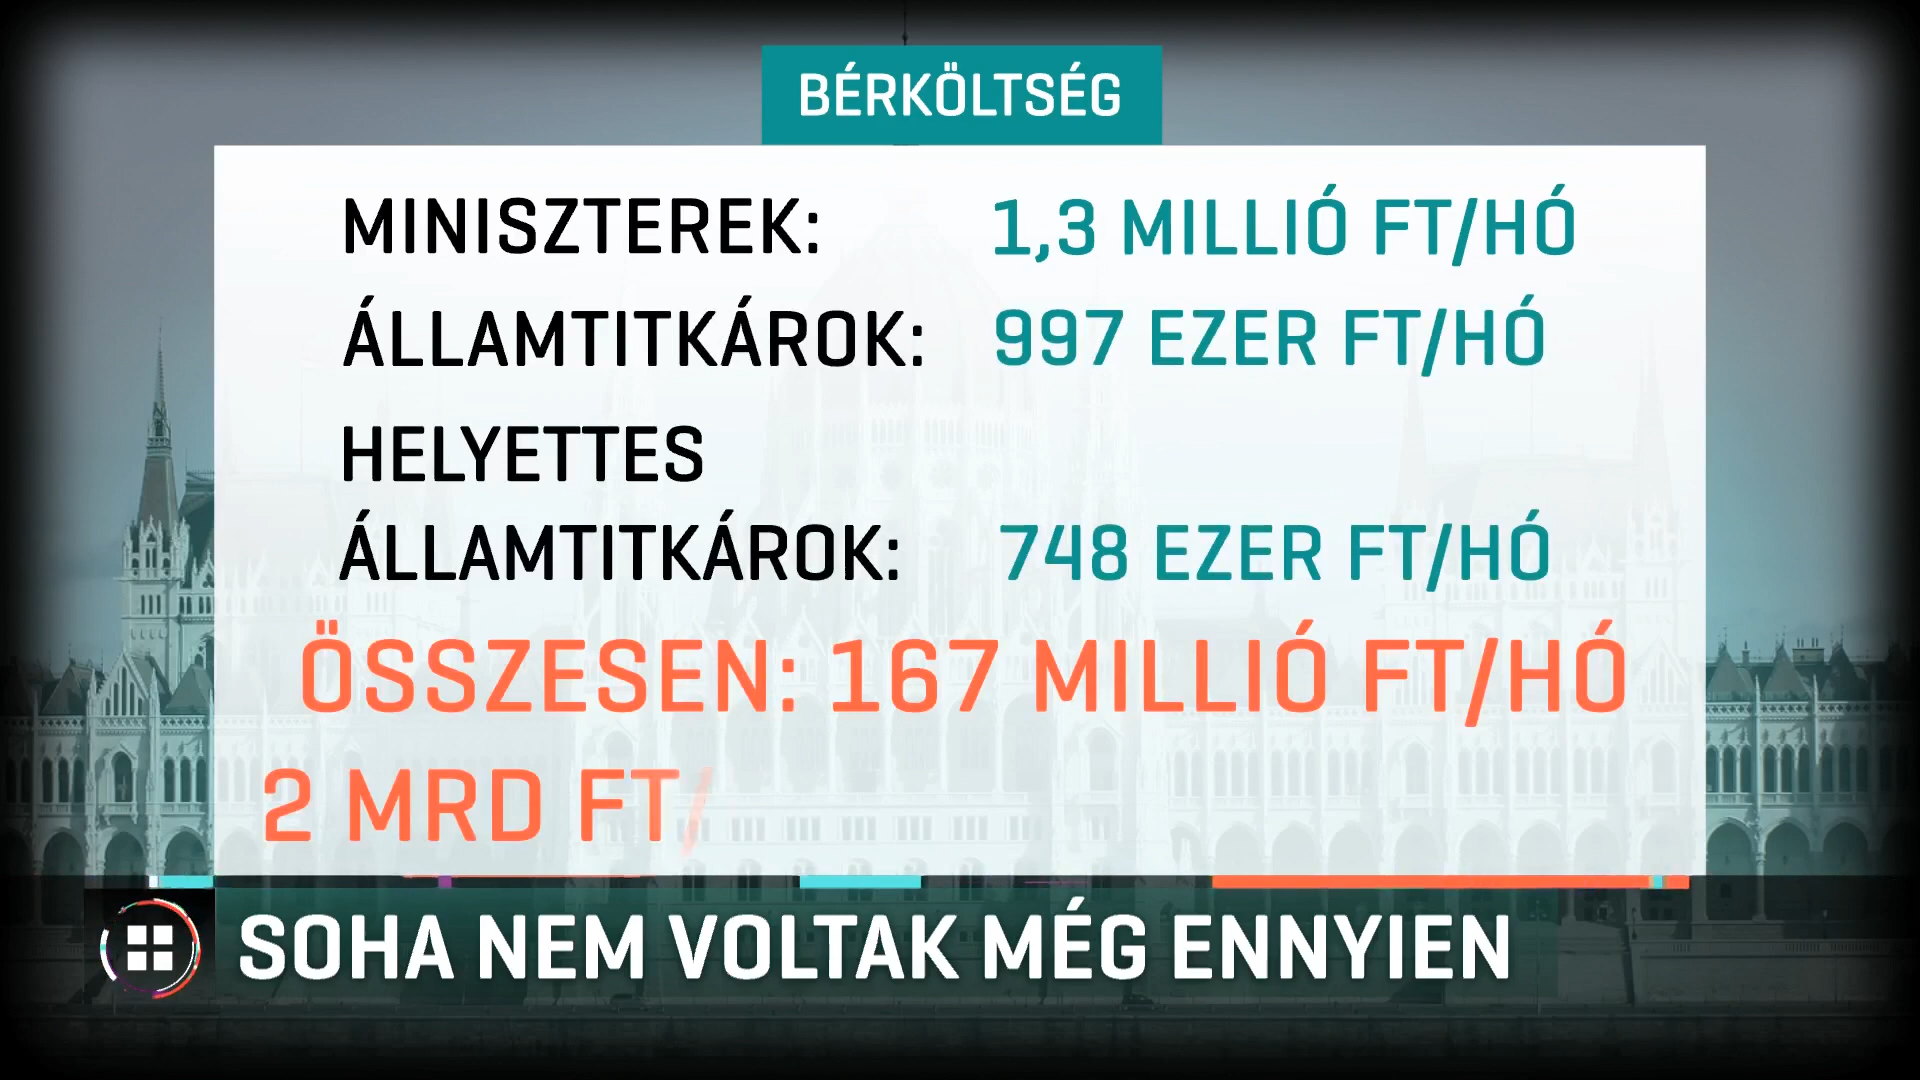 BÉRKÖLTSÉG
MINISZTEREK: 1,3 MILLIÓ FT/HÓ
ÁLLAMTITKÁROK: 997 EZER FT/HÓ
HELYETTES
ÁLLAMTITKÁROK: 748 EZER FT/HÓ
ÖSSZESEN: 167 MILLIÓ FT/HÓ
2 MRD FT/
SOHA NEM VOLTAK MÉG ENNYIEN